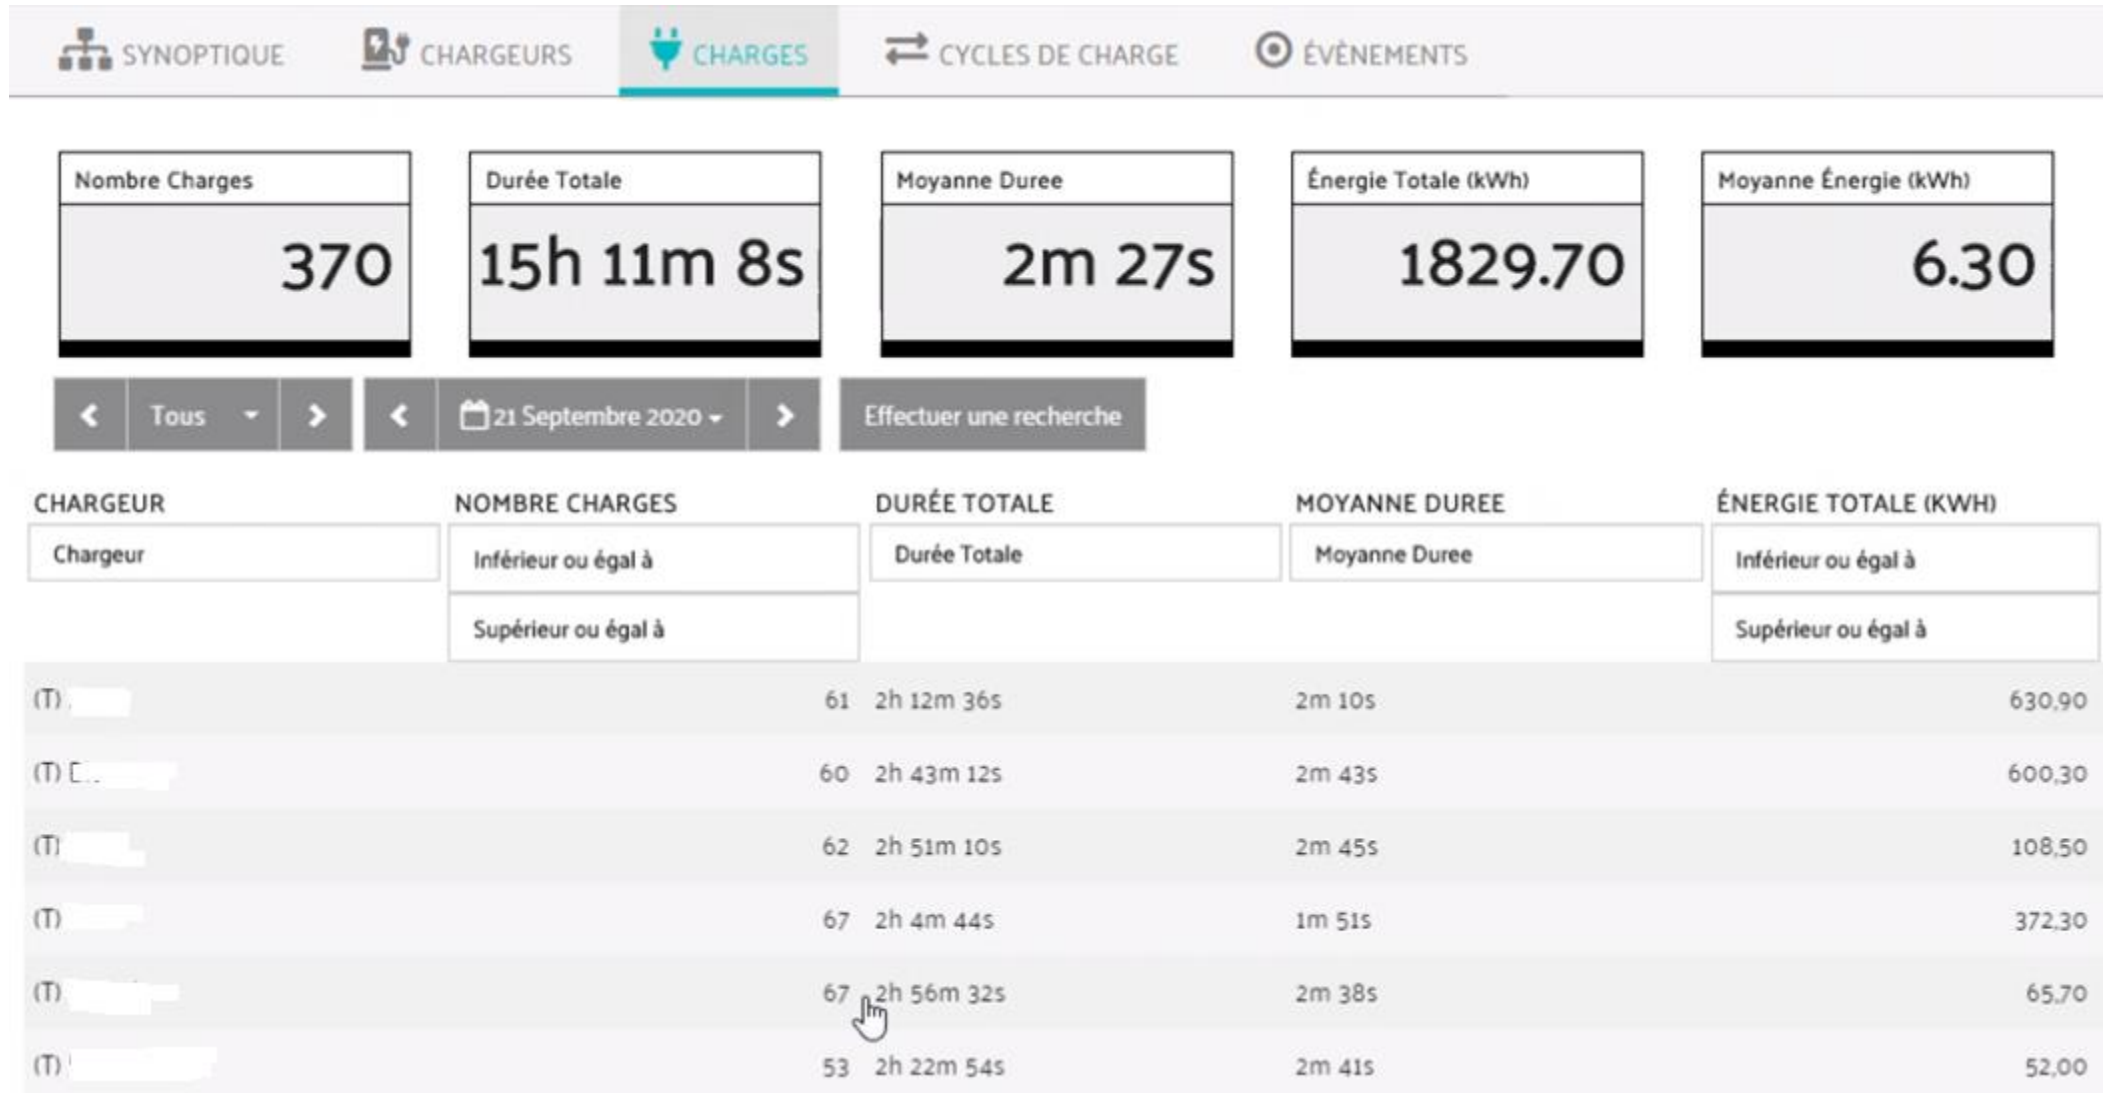 SYNOPTIQUE CHARGEURS CHARGES CYCLES DE CHARGE ÉVÈNEMENTS
Nombre Charges Durée Totale Moyanne Duree Énergie Totale (kWh) Moyanne Énergie (kWh)
370 15h 11m 8s 2m 27s 1829.70 6.30
Tous 21 Septembre 2020 Effectuer une recherche
CHARGEUR NOMBRE CHARGES DURÉE TOTALE MOYANNE DUREE ÉNERGIE TOTALE (KWH)
Chargeur Inférieur ou égal à Durée Totale Moyanne Duree Inférieur ou égal à
Supérieur ou égal à Supérieur ou égal à
(T) 61 2h 12m 36s 2m 10s 630,90
(T) 60 2h 43m 12s 2m 43s 600,30
(T) 62 2h 51m 10s 2m 45s 108,50
(T) 67 2h 4m 44s 1m 51s 372,30
(T) 67 2h 56m 32s 2m 38s 65,70
(T) 53 2h 22m 54s 2m 41s 52,00